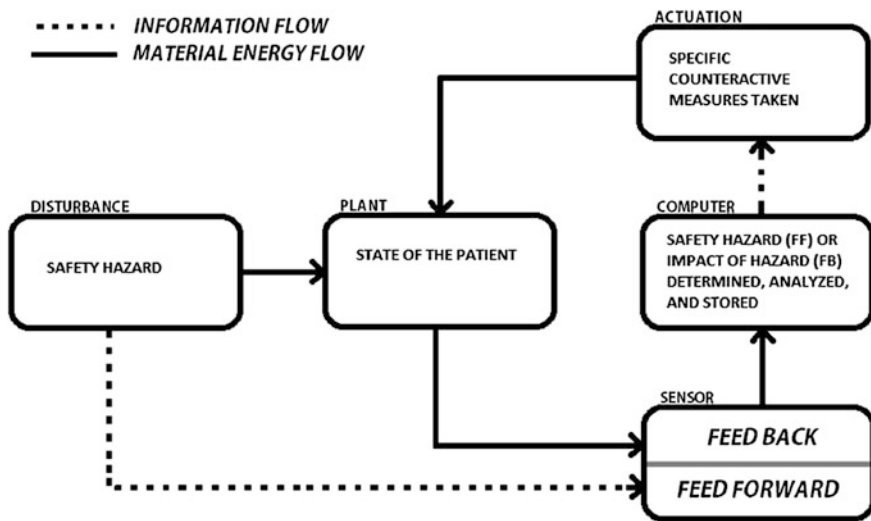 INFORMATION FLOW
MATERIAL ENERGY FLOW
ACTUATION
SPECIFIC
COUNTERACTIVE
MEASURES TAKEN
DISTURBANCE
SAFETY HAZARD
PLANT
STATE OF THE PATIENT
COMPUTER
SAFETY HAZARD (FF) OR
IMPACT OF HAZARD (FB)
DETERMINED, ANALYZED,
AND STORED
SENSOR
FEED BACK
FEED FORWARD